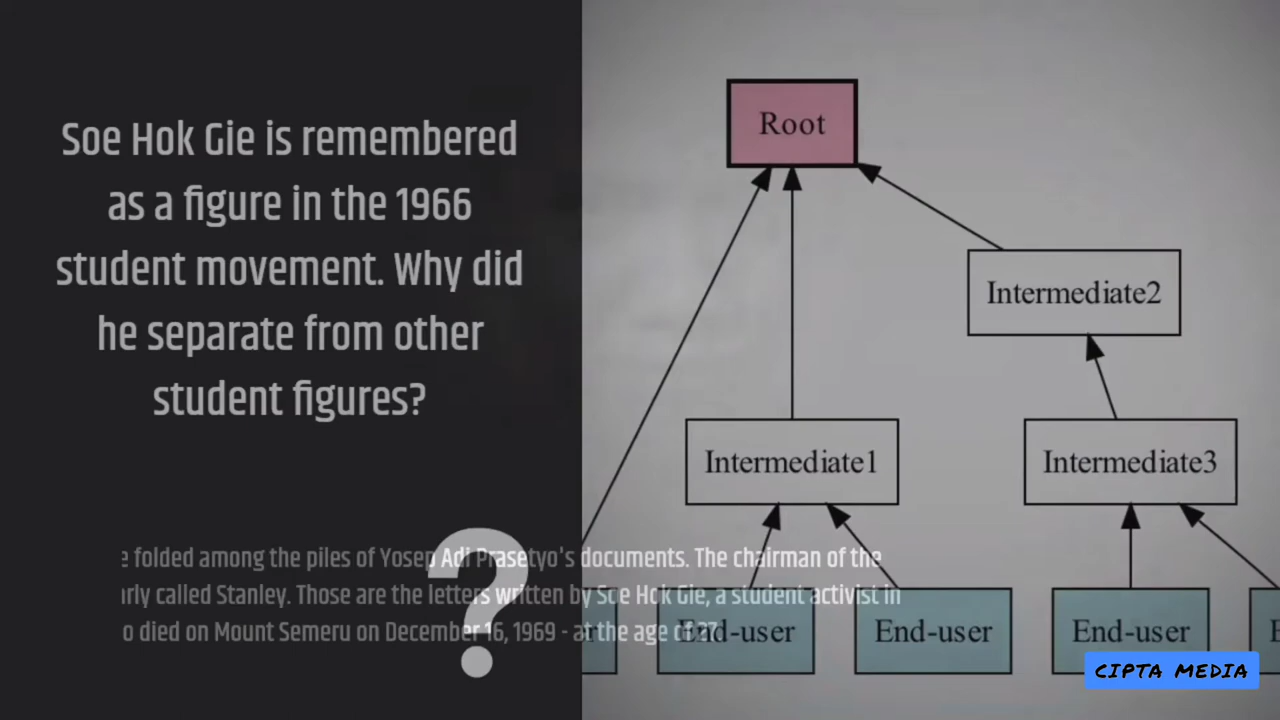 Soe Hok Gie is remembered
as a figure in the 1966
student movement. Why did
he separate from other
student figures?
?
folded among the piles of Yosep Adi Prasetyo's documents. The chairman of the
called Stanley. Those are the letters written by Soe Hok Gie, a student activist in
died on Mount Semeru on December 16, 1969 - at the age of 27.
Root
Intermediate2
Intermediate1
Intermediate3
End-user
End-user
End-user
CIPTA MEDIA